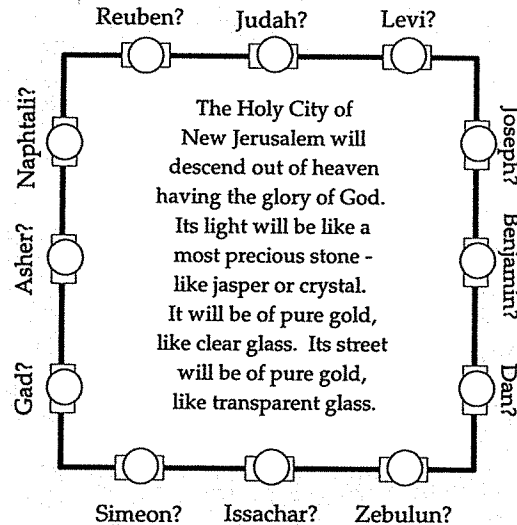 Reuben? Judah? Levi?
Naphtali?
Asher?
Gad?
The Holy City of
New Jerusalem will
descend out of heaven
having the glory of God.
Its light will be like a
most precious stone -
like jasper or crystal.
It will be of pure gold,
like clear glass. Its street
will be of pure gold,
like transparent glass.
Joseph?
Benjamin?
Dan?
Simeon? Issachar? Zebulun?